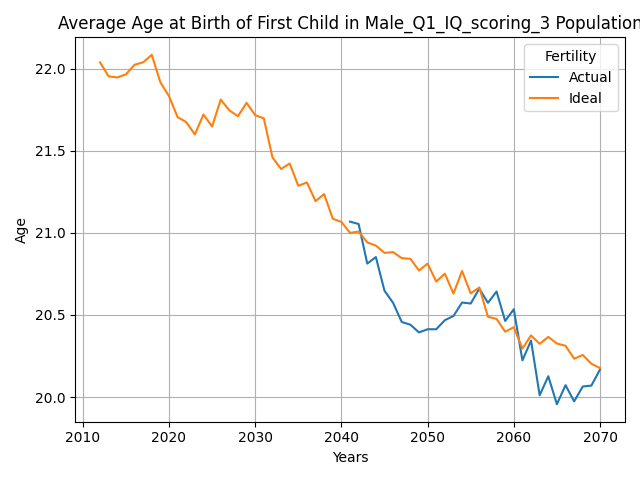 Average Age at Birth of First Child in Male_Q1_IQ_scoring_3 Population
Fertility
Actual
Ideal
22.0
21.5
21.0
20.5
20.0
Age
2010 2020 2030 2040 2050 2060 2070
Years